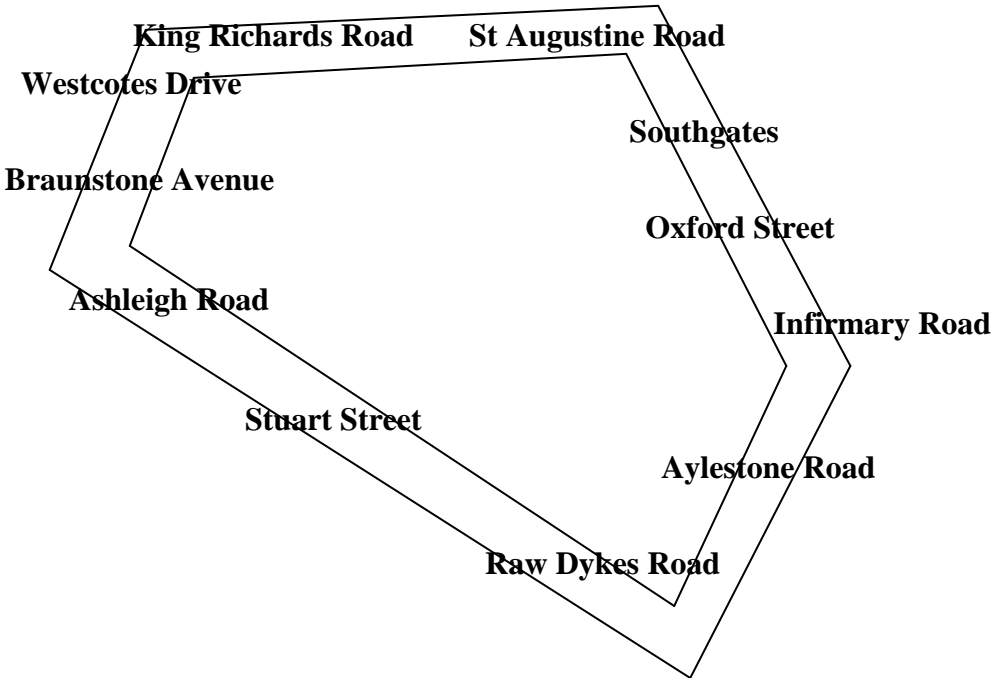 King Richards Road
St Augustine Road
Westcotes Drive
Southgates
Braunstone Avenue
Oxford Street
Ashleigh Road
Infirmary Road
Stuart Street
Aylestone Road
Raw Dykes Road